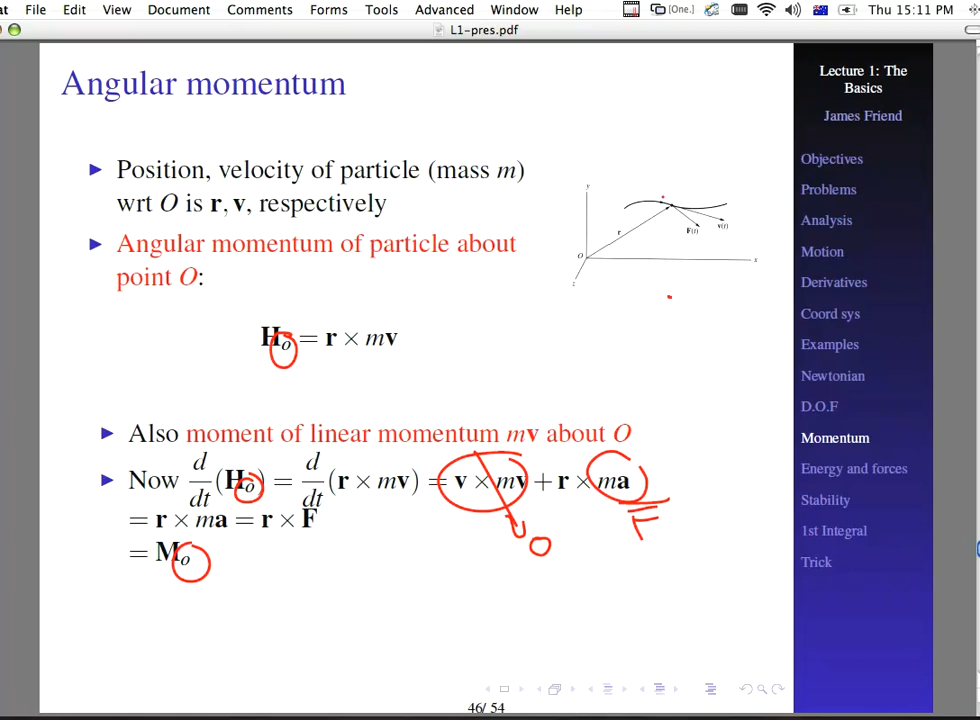 at File Edit View Document Comments Forms Tools Advanced Window Help [One.] Thu 15:11 PM
L1-pres.pdf
Angular momentum
▶ Position, velocity of particle (mass m)
wrt O is r, v, respectively
▶ Angular momentum of particle about
point O:
H_o = r × mv
y
r
F(t)
v(t)
O
x
z
▶ Also moment of linear momentum mv about O
▶ Now d/dt (H_o) = d/dt (r × mv) = v × mv + r × ma
= r × ma = r × F
= M_o
0
F
46/ 54
Lecture 1: The
Basics
James Friend
Objectives
Problems
Analysis
Motion
Derivatives
Coord sys
Examples
Newtonian
D.O.F
Momentum
Energy and forces
Stability
1st Integral
Trick